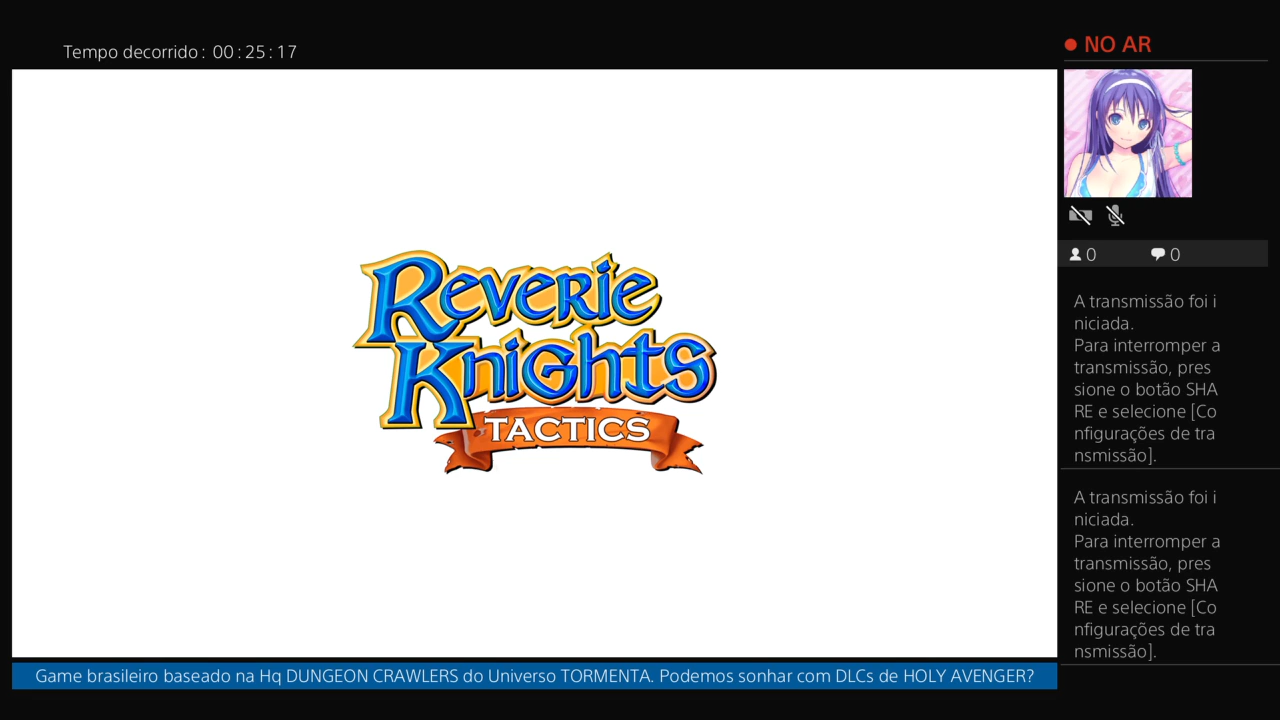 Tempo decorrido : 00 : 25 : 17
NO AR
Reverie
Knights
TACTICS
0 0
A transmissão foi i
niciada.
Para interromper a
transmissão, pres
sione o botão SHA
RE e selecione [Co
nfigurações de tra
nsmissão].
A transmissão foi i
niciada.
Para interromper a
transmissão, pres
sione o botão SHA
RE e selecione [Co
nfigurações de tra
nsmissão].
Game brasileiro baseado na Hq DUNGEON CRAWLERS do Universo TORMENTA. Podemos sonhar com DLCs de HOLY AVENGER?